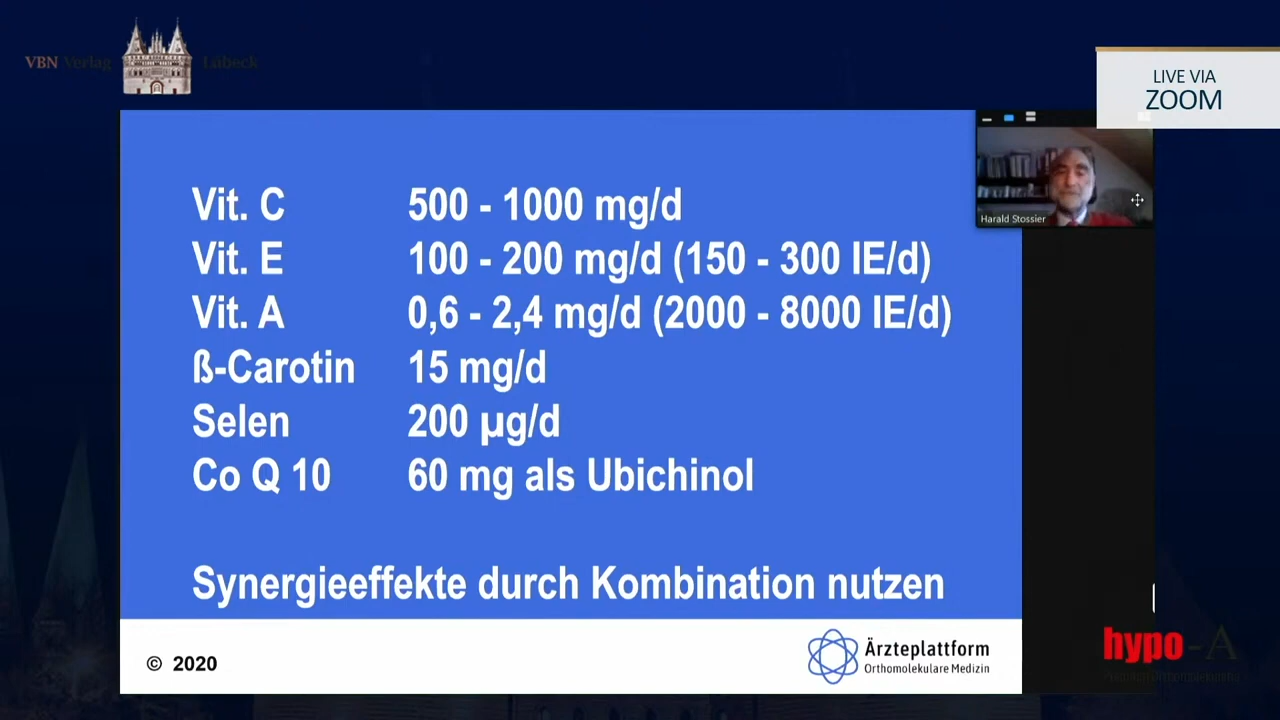 VBN Verlag Lübeck
LIVE VIA
ZOOM
Harald Stossier
Vit. C 500 - 1000 mg/d
Vit. E 100 - 200 mg/d (150 - 300 IE/d)
Vit. A 0,6 - 2,4 mg/d (2000 - 8000 IE/d)
ß-Carotin 15 mg/d
Selen 200 µg/d
Co Q 10 60 mg als Ubichinol
Synergieeffekte durch Kombination nutzen
© 2020
Ärzteplattform
Orthomolekulare Medizin
hypo-A